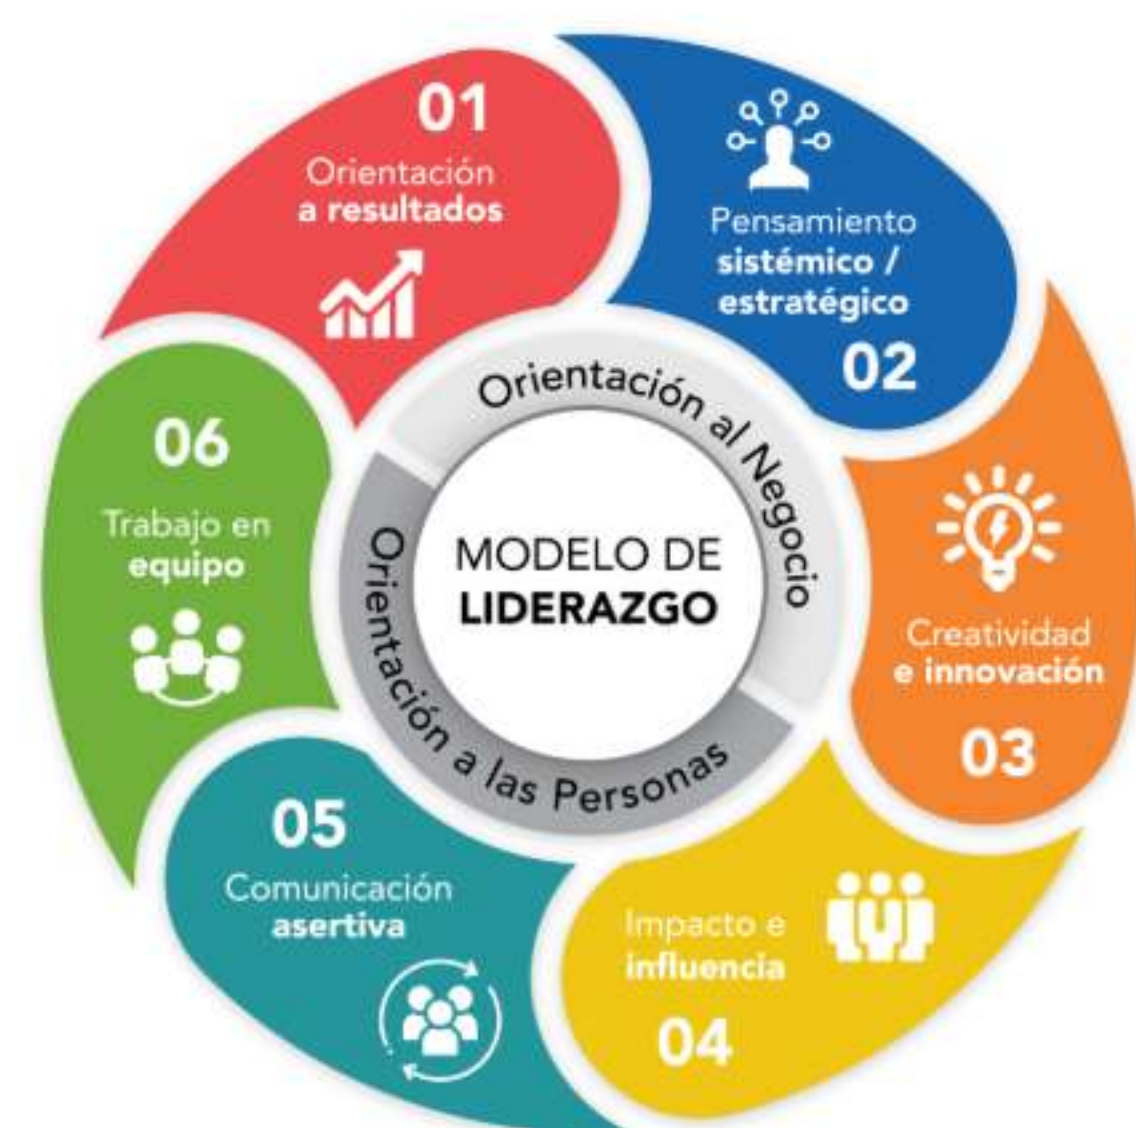 01
Orientación
a resultados
Pensamiento
sistémico /
estratégico
02
Creatividad
e innovación
03
Impacto e
influencia
04
05
Comunicación
asertiva
06
Trabajo en
equipo
Orientación al Negocio
Orientación a las Personas
MODELO DE
LIDERAZGO